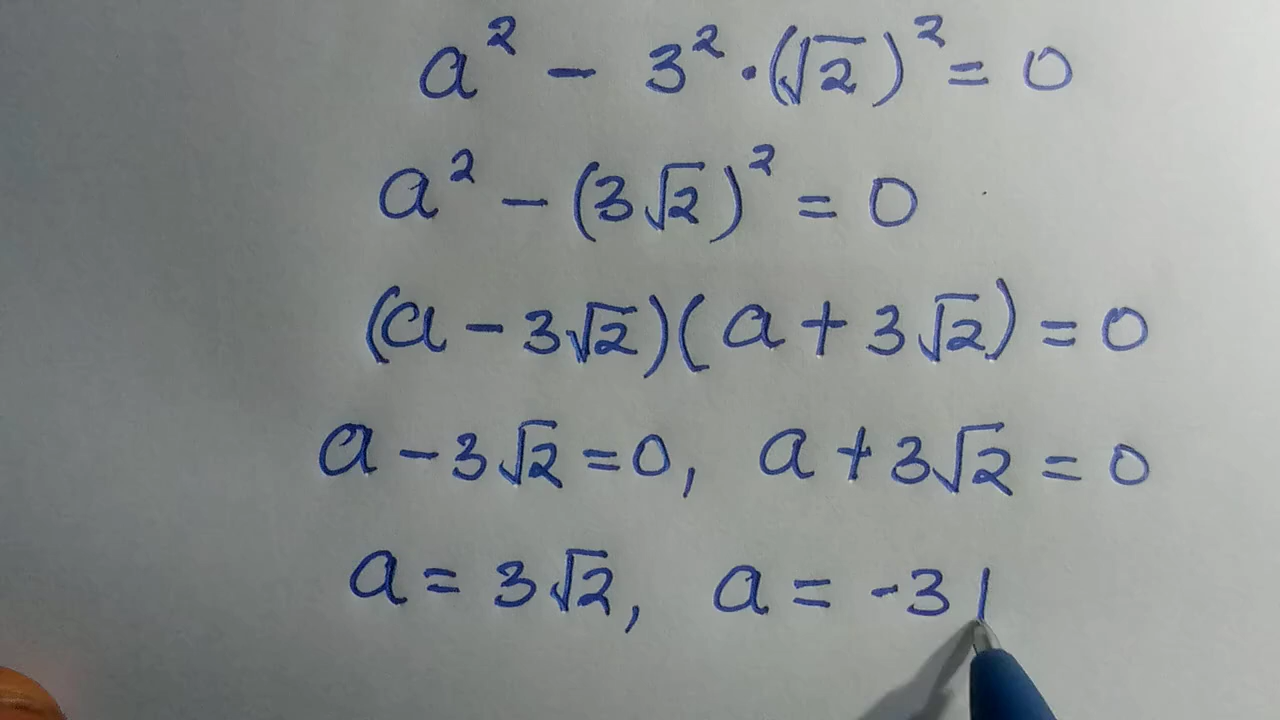 a² - 3² · (√2)² = 0
a² - (3√2)² = 0
(a - 3√2)(a + 3√2) = 0
a - 3√2 = 0, a + 3√2 = 0
a = 3√2, a = -3